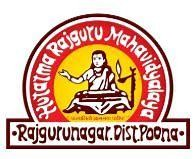 Hutatma Rajguru Mahavidyalaya
• Rajgurunagar. Dist. Poona •